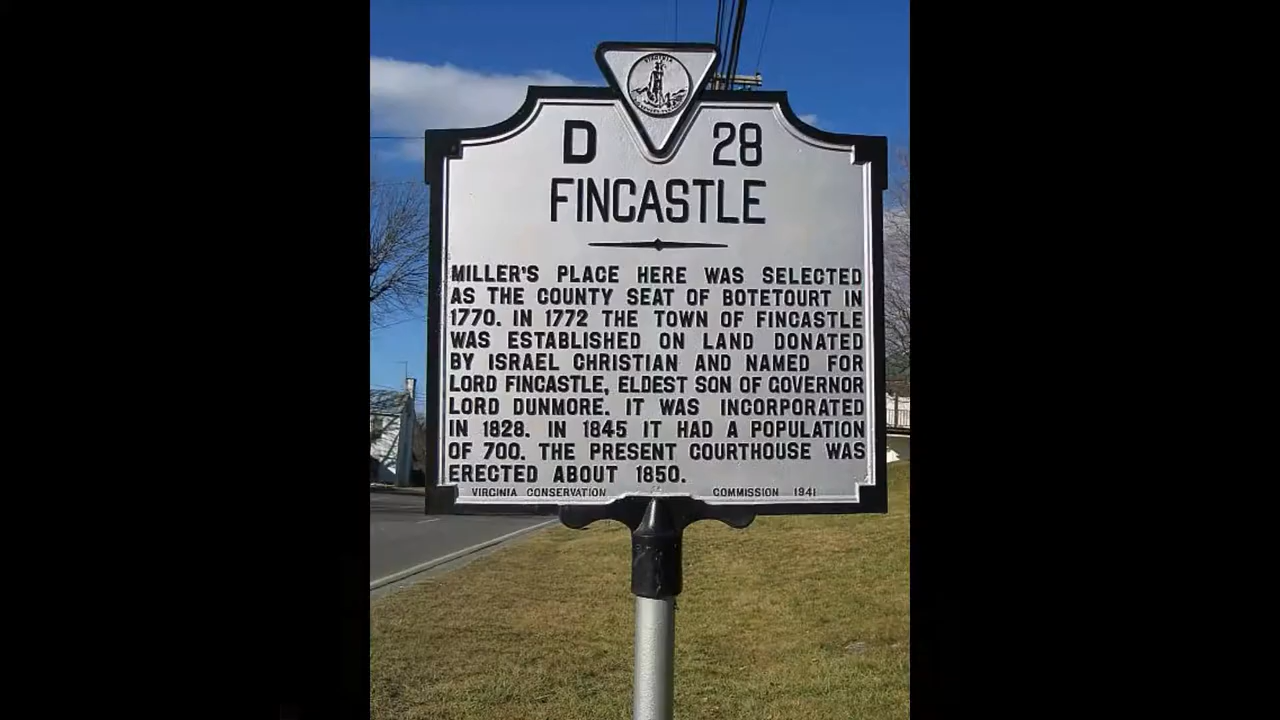 D 28
FINCASTLE
MILLER'S PLACE HERE WAS SELECTED
AS THE COUNTY SEAT OF BOTETOURT IN
1770. IN 1772 THE TOWN OF FINCASTLE
WAS ESTABLISHED ON LAND DONATED
BY ISRAEL CHRISTIAN AND NAMED FOR
LORD FINCASTLE, ELDEST SON OF GOVERNOR
LORD DUNMORE. IT WAS INCORPORATED
IN 1828. IN 1845 IT HAD A POPULATION
OF 700. THE PRESENT COURTHOUSE WAS
ERECTED ABOUT 1850.
VIRGINIA CONSERVATION COMMISSION 1941